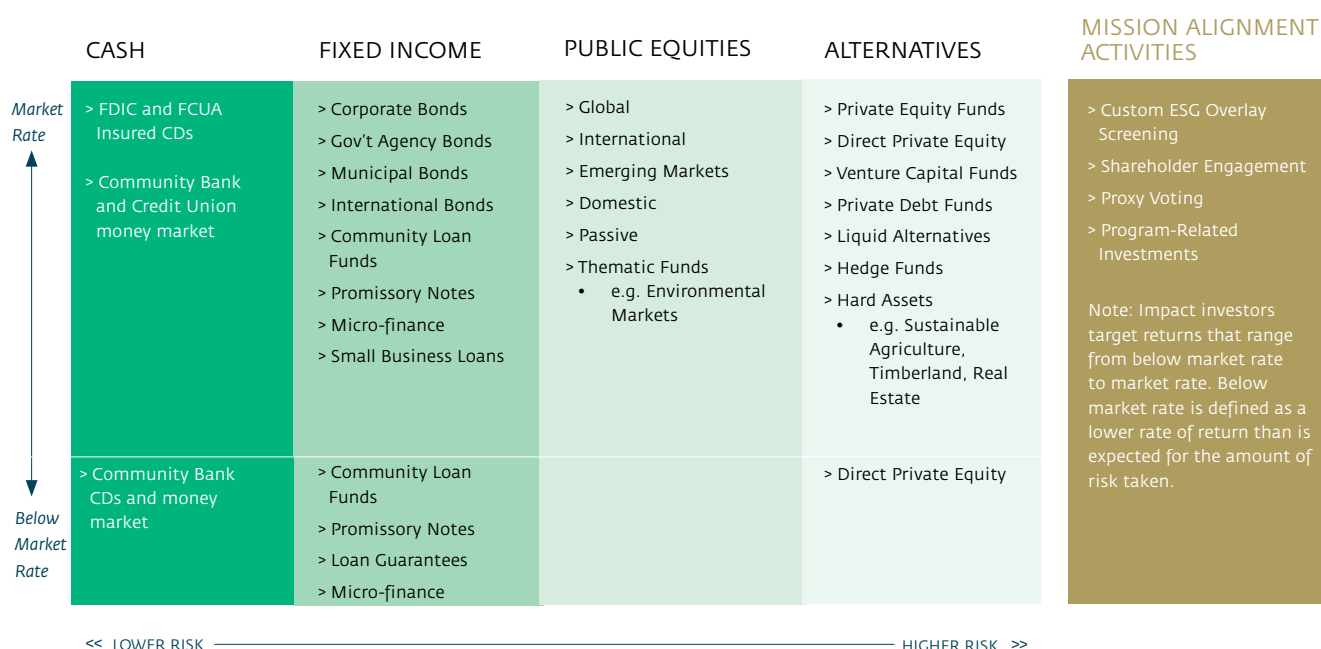 CASH
FIXED INCOME
PUBLIC EQUITIES
ALTERNATIVES
MISSION ALIGNMENT
ACTIVITIES
Market
Rate
> FDIC and FCUA
Insured CDs
> Community Bank
and Credit Union
money market
> Corporate Bonds
> Gov't Agency Bonds
> Municipal Bonds
> International Bonds
> Community Loan
Funds
> Promissory Notes
> Micro-finance
> Small Business Loans
> Global
> International
> Emerging Markets
> Domestic
> Passive
> Thematic Funds
• e.g. Environmental
Markets
> Private Equity Funds
> Direct Private Equity
> Venture Capital Funds
> Private Debt Funds
> Liquid Alternatives
> Hedge Funds
> Hard Assets
• e.g. Sustainable
Agriculture,
Timberland, Real
Estate
> Custom ESG Overlay
Screening
> Shareholder Engagement
> Proxy Voting
> Program-Related
Investments
Note: Impact investors
target returns that range
from below market rate
to market rate. Below
market rate is defined as a
lower rate of return than is
expected for the amount of
risk taken.
Below
Market
Rate
> Community Bank
CDs and money
market
> Community Loan
Funds
> Promissory Notes
> Loan Guarantees
> Micro-finance
> Direct Private Equity
<< LOWER RISK
HIGHER RISK >>